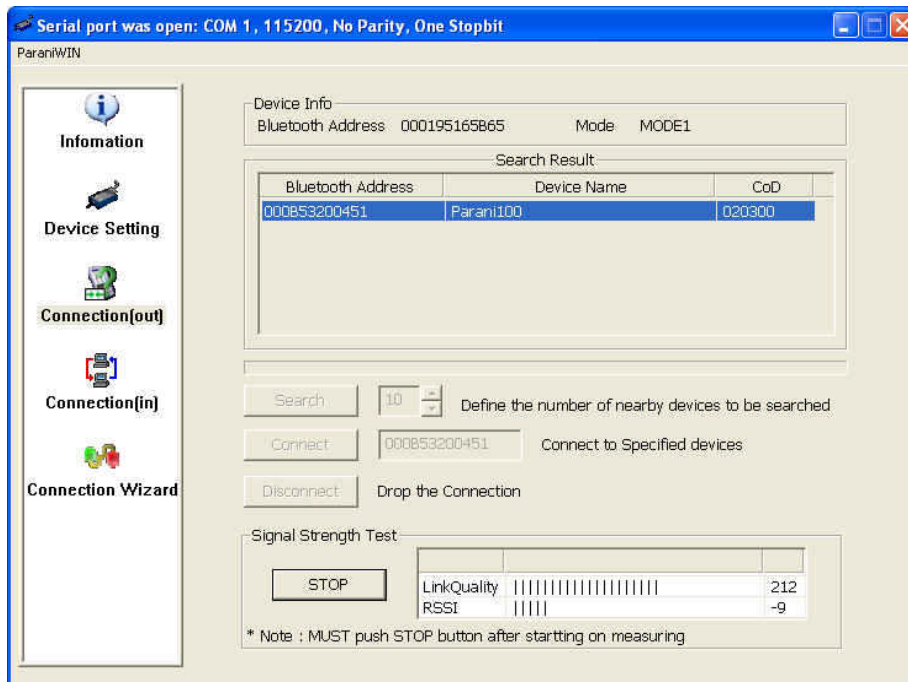 Serial port was open: COM 1, 115200, No Parity, One Stopbit
ParaniWIN
Infomation
Device Setting
Connection(out)
Connection(in)
Connection Wizard
Device Info
Bluetooth Address 000195165B65 Mode MODE1
Search Result
Bluetooth Address Device Name CoD
000B53200451 Parani100 020300
Search 10 Define the number of nearby devices to be searched
Connect 000B53200451 Connect to Specified devices
Disconnect Drop the Connection
Signal Strength Test
STOP
LinkQuality |||||||||||||||||||| 212
RSSI ||||| -9
* Note : MUST push STOP button after startting on measuring